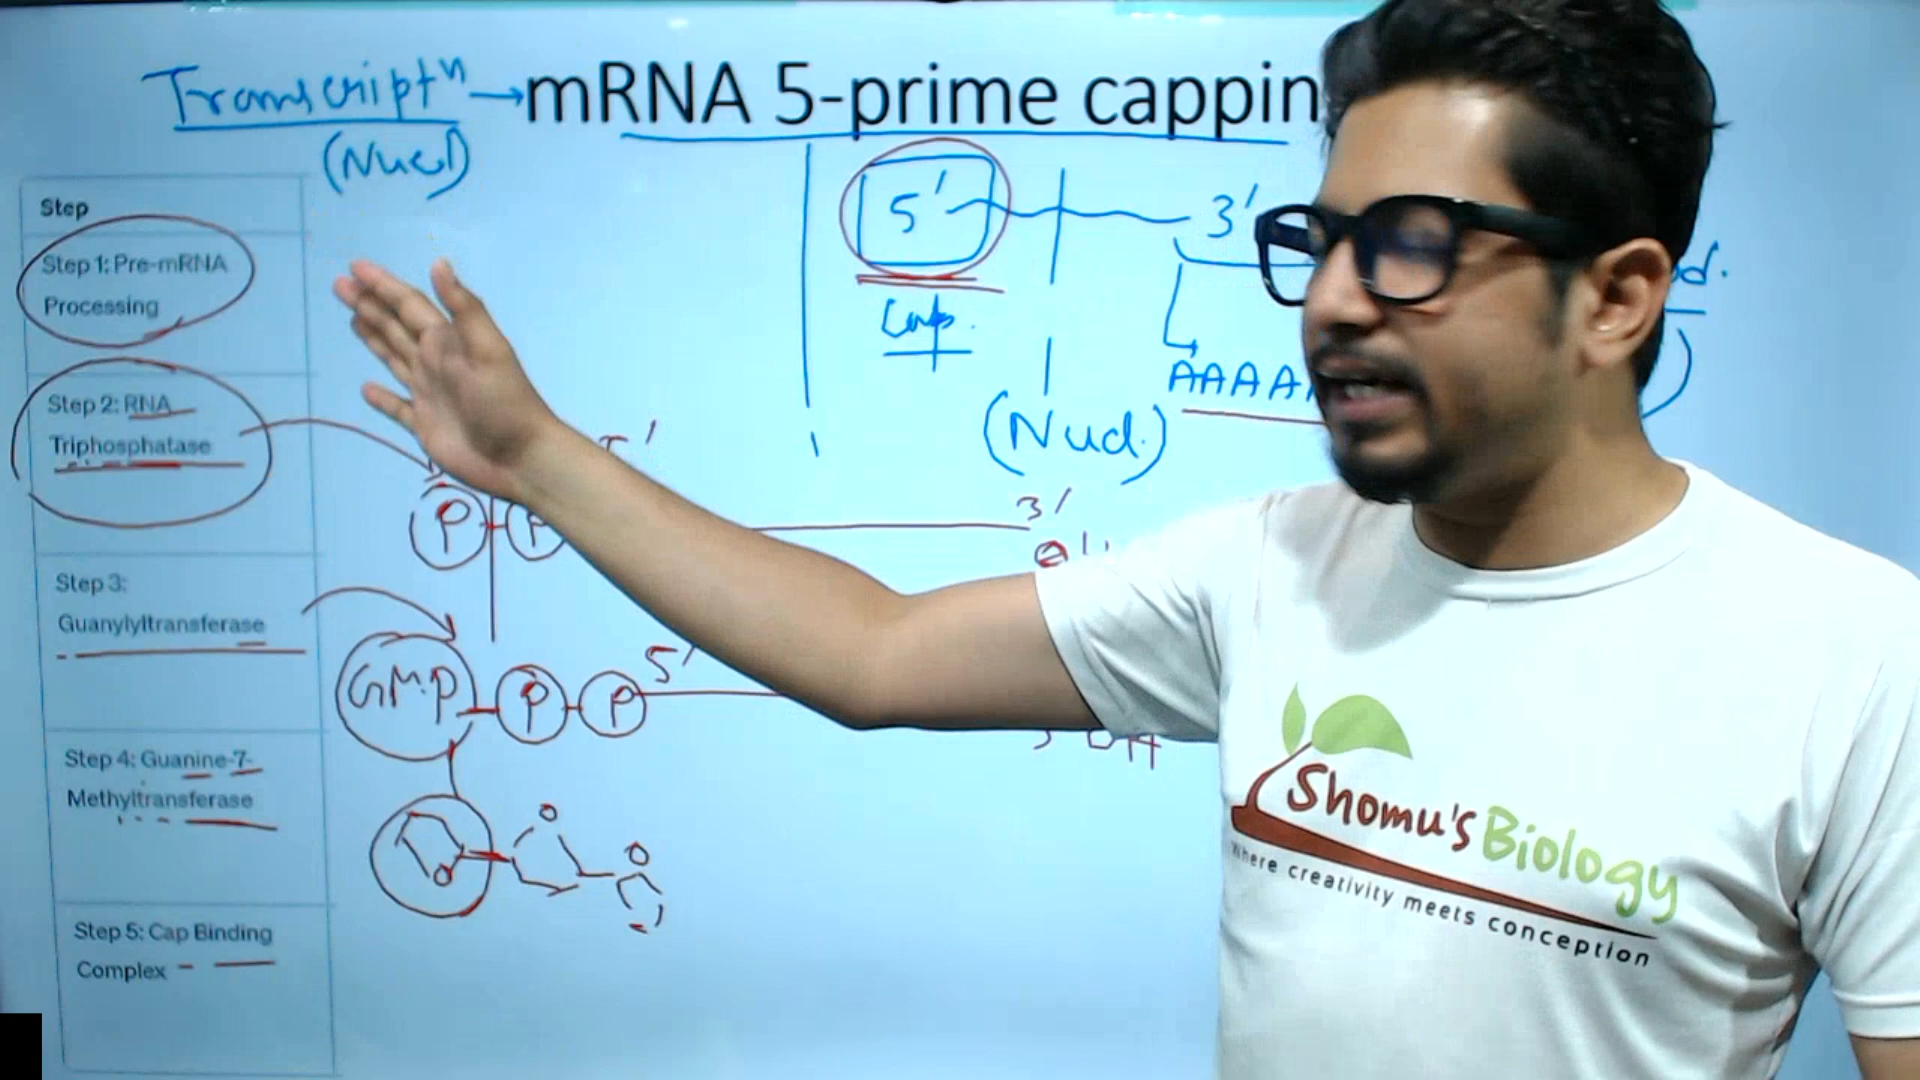 Transcriptⁿ → mRNA 5-prime cappin
(Nucl)
Step
Step 1: Pre-mRNA
Processing
Step 2: RNA
Triphosphatase
Step 3:
Guanylyltransferase
Step 4: Guanine-7-
Methyltransferase
Step 5: Cap Binding
Complex
5' 3'
Cap.
AAAA
(Nucl.)
3'
P P
GMP P P 5'
O
O
O
Shomu's Biology
Where creativity meets conception